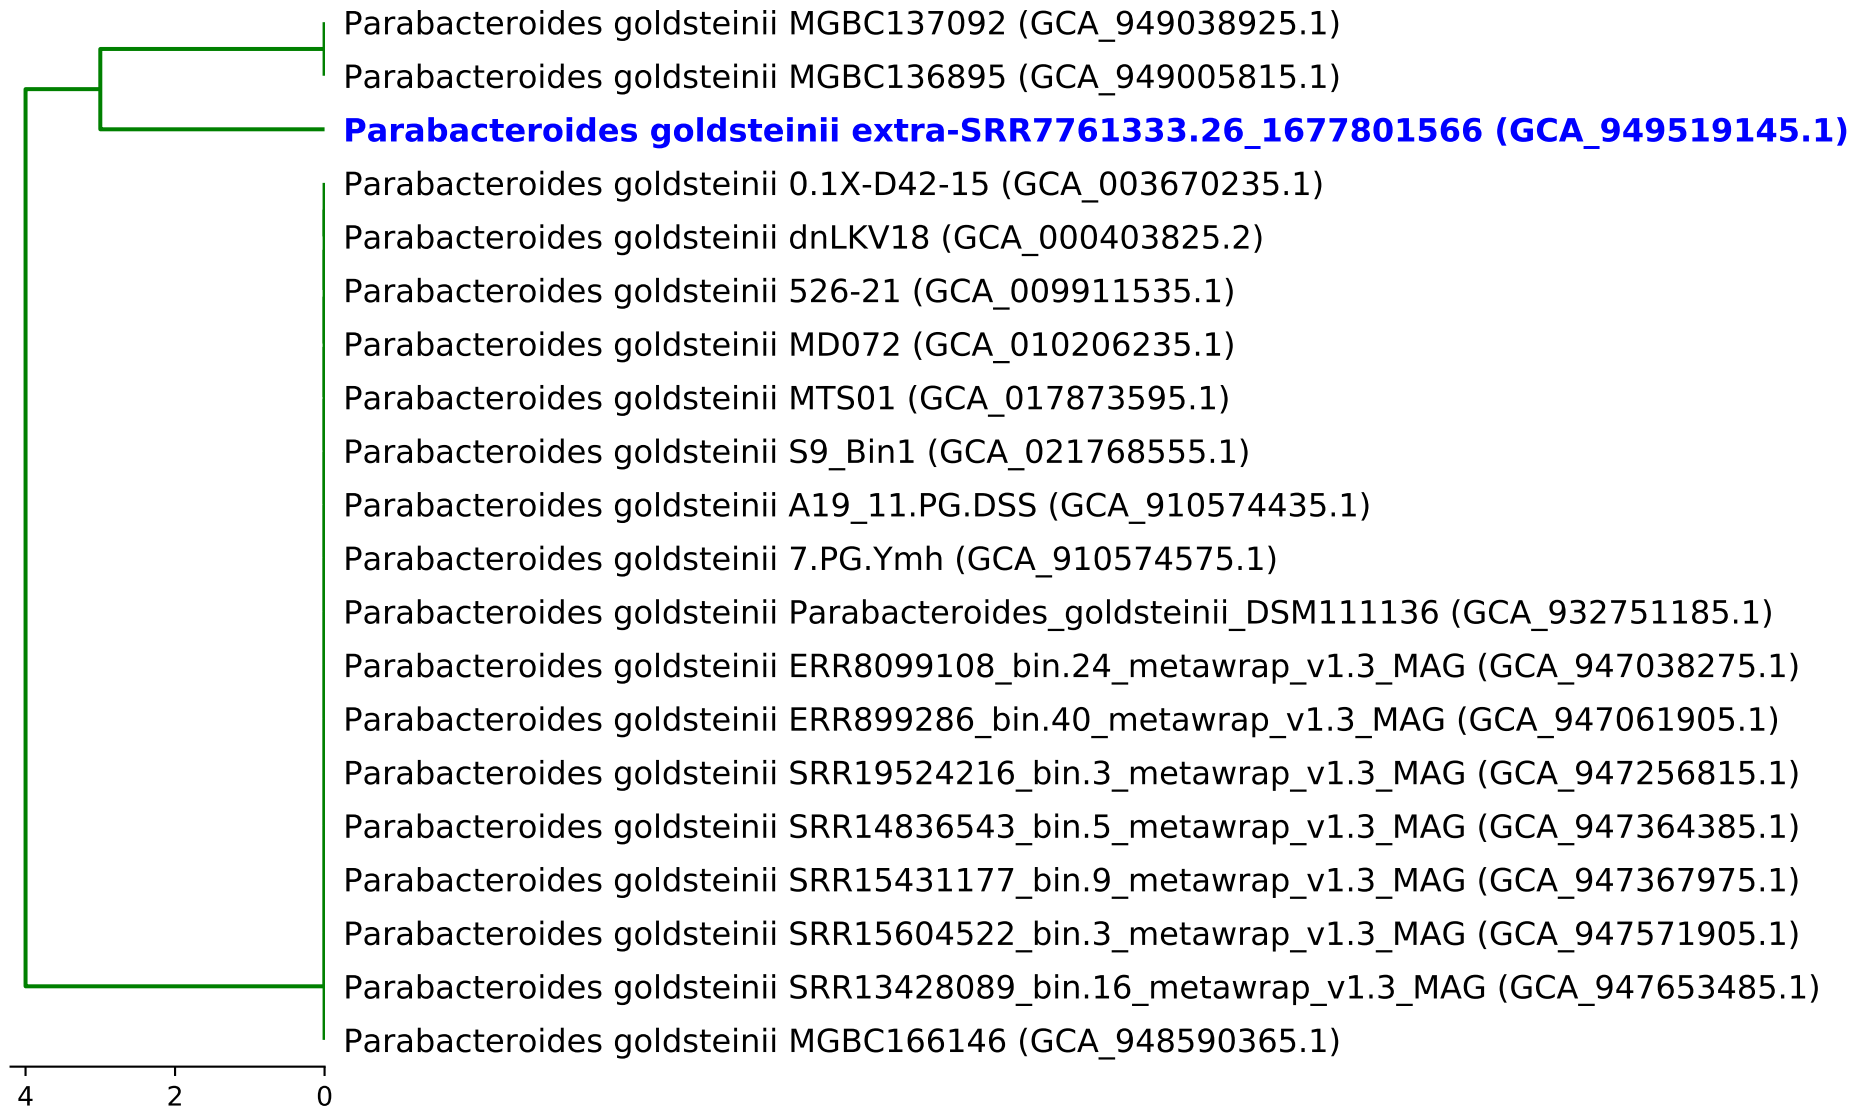 Parabacteroides goldsteinii MGBC137092 (GCA_949038925.1)
Parabacteroides goldsteinii MGBC136895 (GCA_949005815.1)
Parabacteroides goldsteinii extra-SRR7761333.26_1677801566 (GCA_949519145.1)
Parabacteroides goldsteinii 0.1X-D42-15 (GCA_003670235.1)
Parabacteroides goldsteinii dnLKV18 (GCA_000403825.2)
Parabacteroides goldsteinii 526-21 (GCA_009911535.1)
Parabacteroides goldsteinii MD072 (GCA_010206235.1)
Parabacteroides goldsteinii MTS01 (GCA_017873595.1)
Parabacteroides goldsteinii S9_Bin1 (GCA_021768555.1)
Parabacteroides goldsteinii A19_11.PG.DSS (GCA_910574435.1)
Parabacteroides goldsteinii 7.PG.Ymh (GCA_910574575.1)
Parabacteroides goldsteinii Parabacteroides_goldsteinii_DSM111136 (GCA_932751185.1)
Parabacteroides goldsteinii ERR8099108_bin.24_metawrap_v1.3_MAG (GCA_947038275.1)
Parabacteroides goldsteinii ERR899286_bin.40_metawrap_v1.3_MAG (GCA_947061905.1)
Parabacteroides goldsteinii SRR19524216_bin.3_metawrap_v1.3_MAG (GCA_947256815.1)
Parabacteroides goldsteinii SRR14836543_bin.5_metawrap_v1.3_MAG (GCA_947364385.1)
Parabacteroides goldsteinii SRR15431177_bin.9_metawrap_v1.3_MAG (GCA_947367975.1)
Parabacteroides goldsteinii SRR15604522_bin.3_metawrap_v1.3_MAG (GCA_947571905.1)
Parabacteroides goldsteinii SRR13428089_bin.16_metawrap_v1.3_MAG (GCA_947653485.1)
Parabacteroides goldsteinii MGBC166146 (GCA_948590365.1)
4 2 0